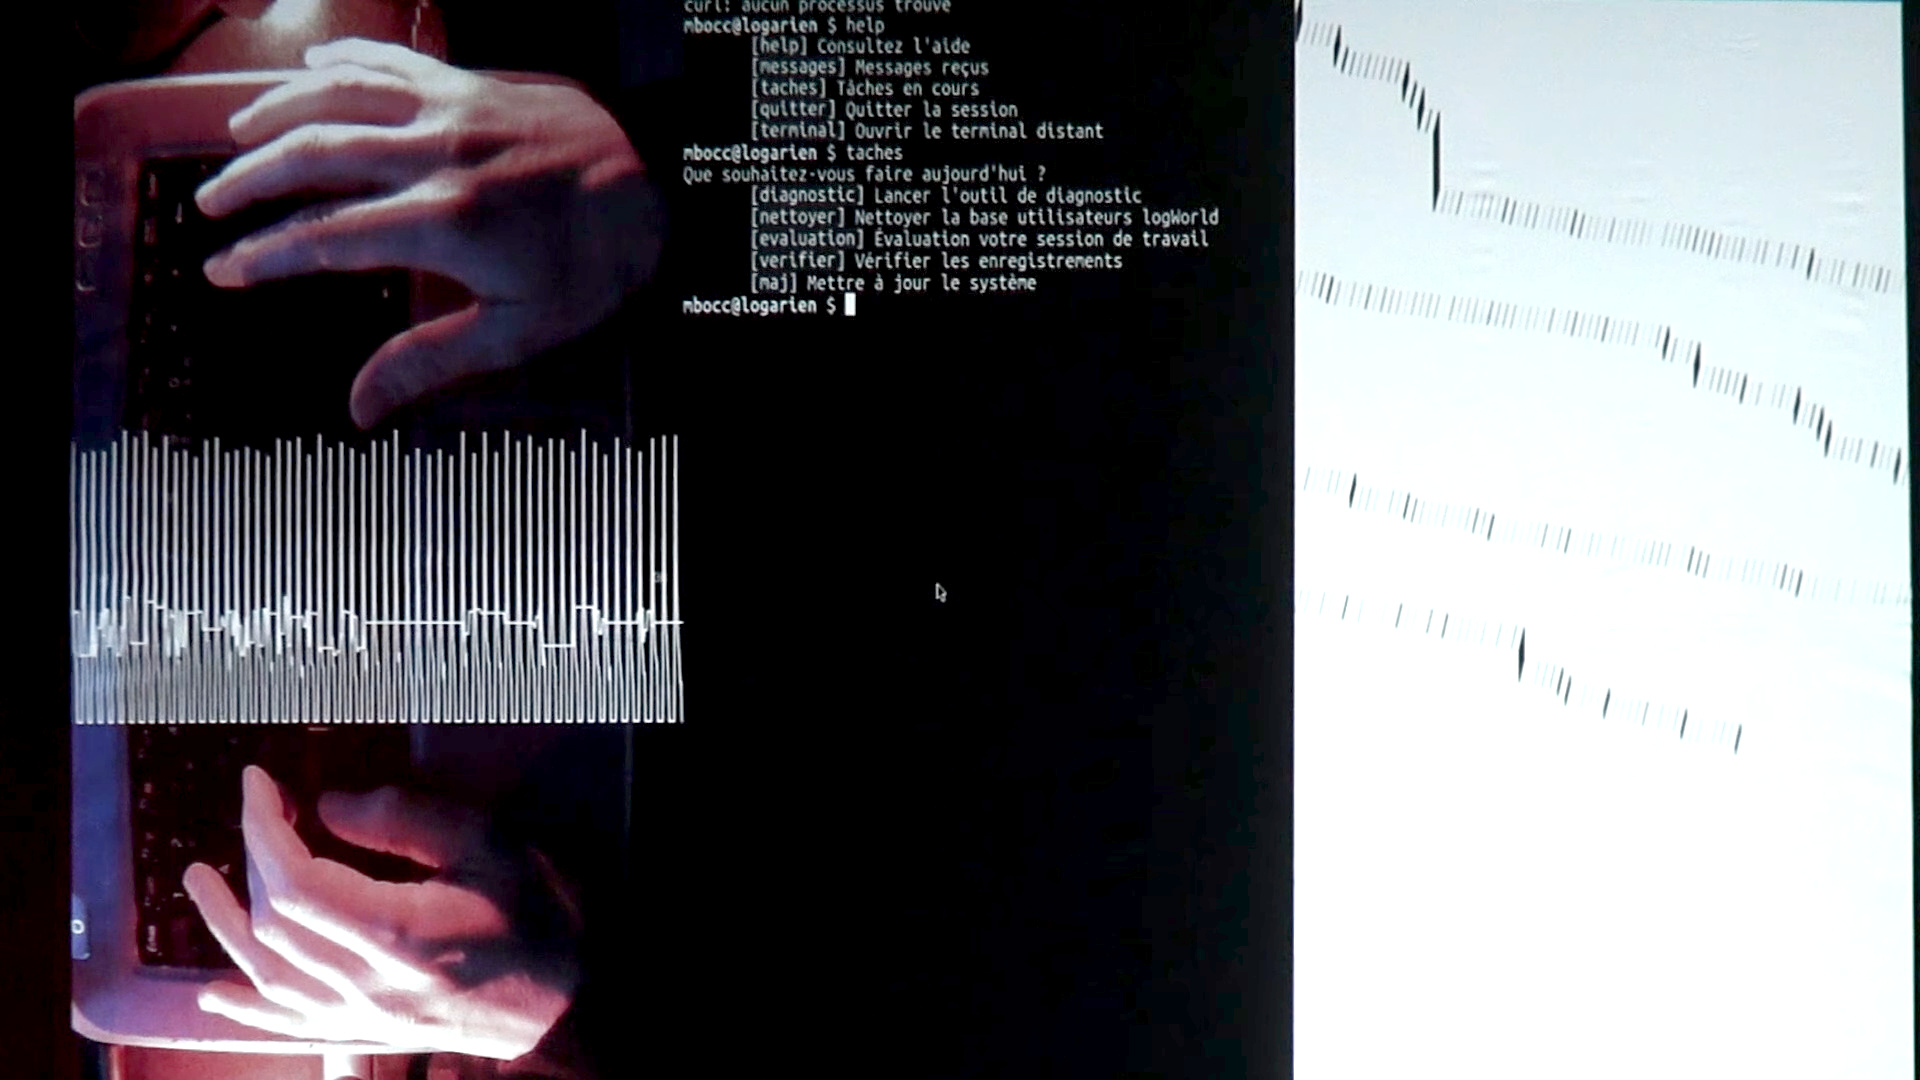 curl: aucun processus trouvé
mbocc@logarien $ help
[help] Consultez l'aide
[messages] Messages reçus
[taches] Tâches en cours
[quitter] Quitter la session
[terminal] Ouvrir le terminal distant
mbocc@logarien $ taches
Que souhaitez-vous faire aujourd'hui ?
[diagnostic] Lancer l'outil de diagnostic
[nettoyer] Nettoyer la base utilisateurs logWorld
[evaluation] Évaluation votre session de travail
[verifier] Vérifier les enregistrements
[maj] Mettre à jour le système
mbocc@logarien $